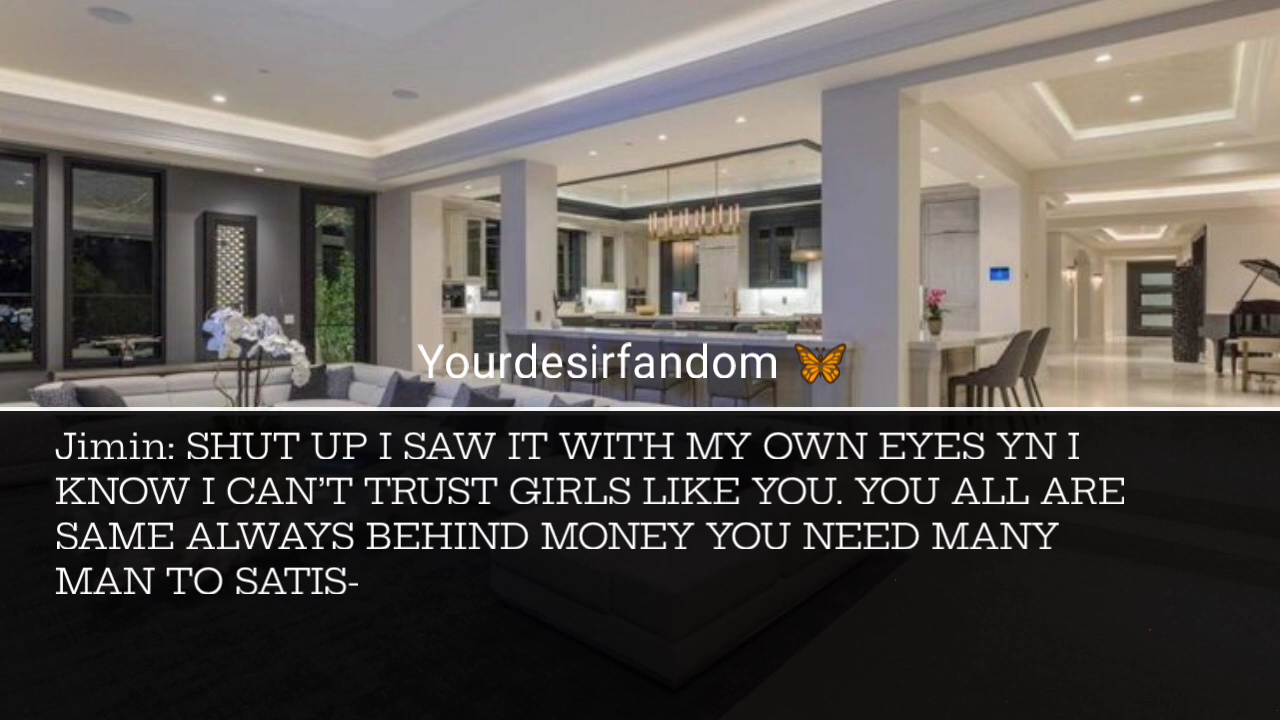 Yourdesirfandom 🦋
Jimin: SHUT UP I SAW IT WITH MY OWN EYES YN I
KNOW I CAN'T TRUST GIRLS LIKE YOU. YOU ALL ARE
SAME ALWAYS BEHIND MONEY YOU NEED MANY
MAN TO SATIS-